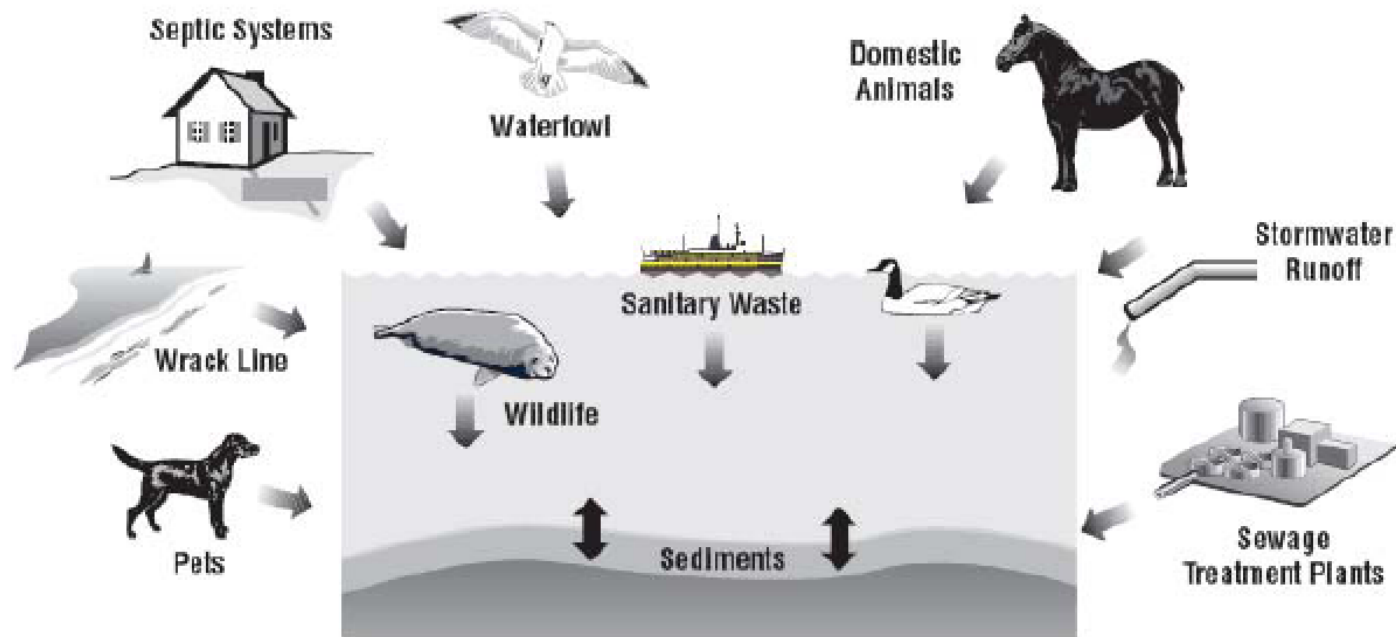 Septic Systems
Waterfowl
Domestic
Animals
Stormwater
Runoff
Sanitary Waste
Wrack Line
Wildlife
Pets
Sediments
Sewage
Treatment Plants